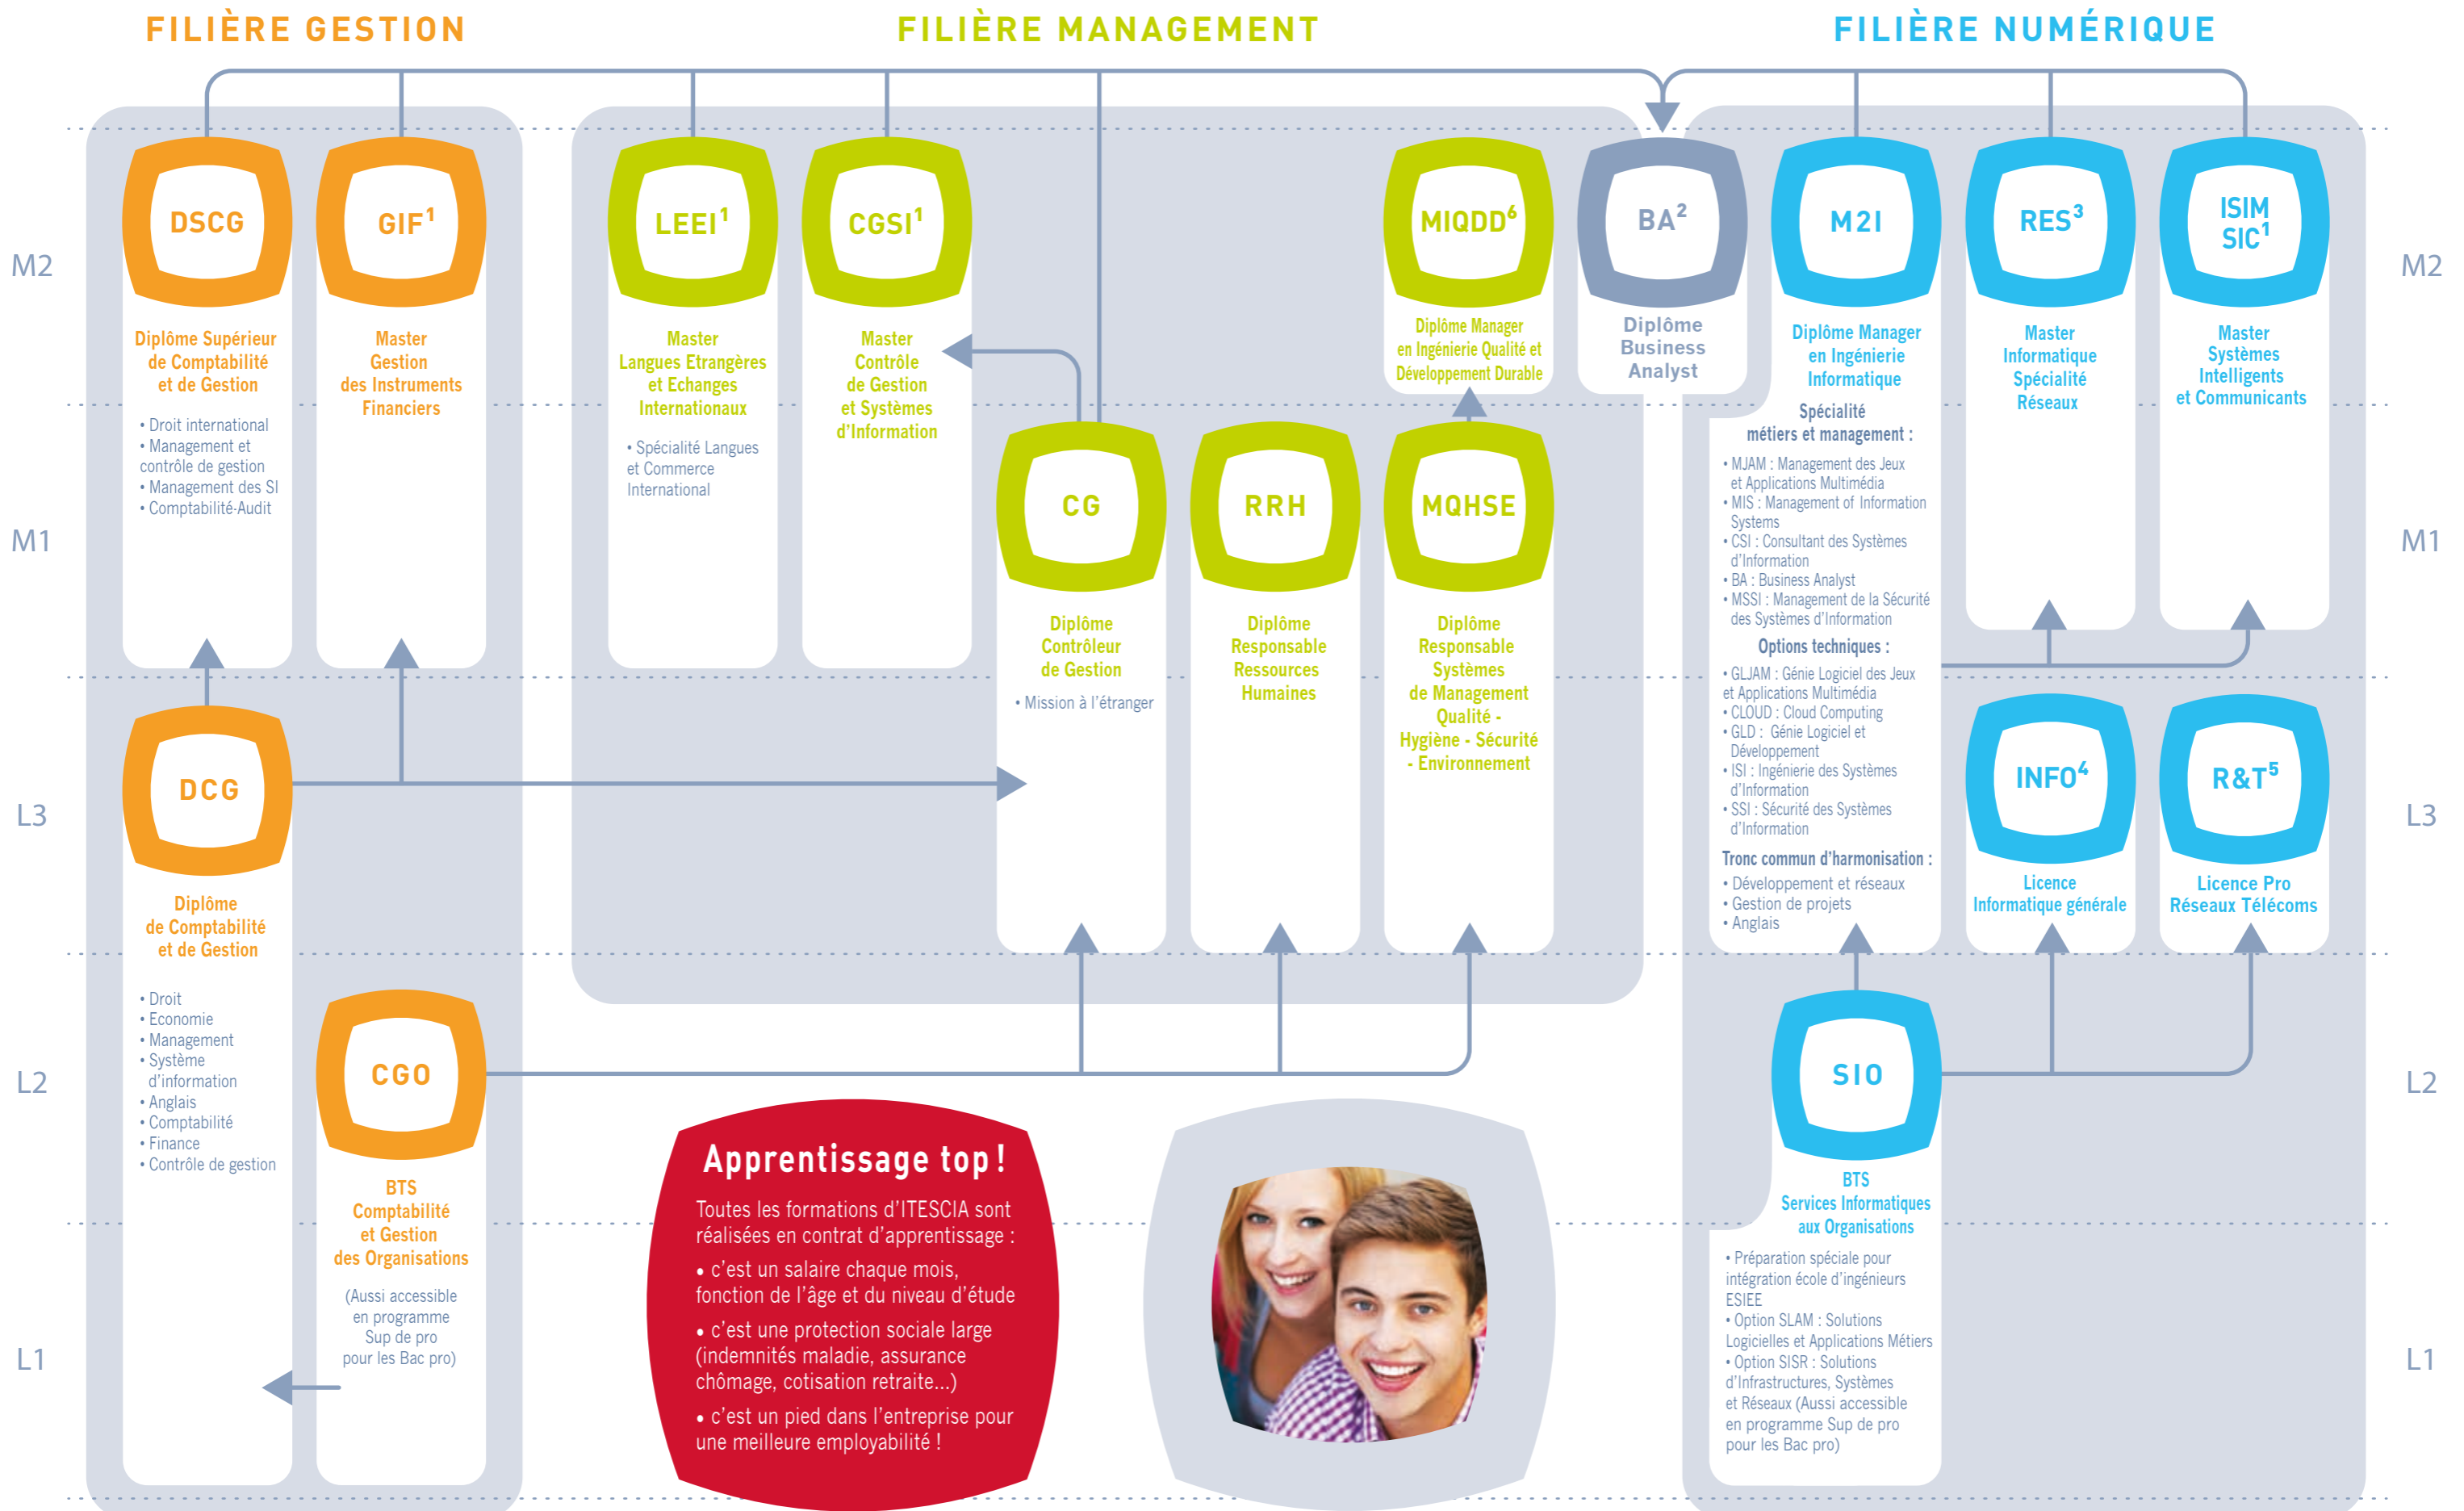 FILIÈRE GESTION
FILIÈRE MANAGEMENT
FILIÈRE NUMÉRIQUE
M2
M1
L3
L2
L1
DSCG
Diplôme Supérieur
de Comptabilité
et de Gestion
• Droit international
• Management et
contrôle de gestion
• Management des SI
• Comptabilité-Audit
GIF¹
Master
Gestion
des Instruments
Financiers
DCG
Diplôme
de Comptabilité
et de Gestion
• Droit
• Economie
• Management
• Système
d'information
• Anglais
• Comptabilité
• Finance
• Contrôle de gestion
CGO
BTS
Comptabilité
et Gestion
des Organisations
(Aussi accessible
en programme
Sup de pro
pour les Bac pro)
LEEI¹
Master
Langues Etrangères
et Echanges
Internationaux
• Spécialité Langues
et Commerce
International
CGSI¹
Master
Contrôle
de Gestion
et Systèmes
d'Information
CG
Diplôme
Contrôleur
de Gestion
• Mission à l'étranger
RRH
Diplôme
Responsable
Ressources
Humaines
MIQDD⁶
Diplôme Manager
en Ingénierie Qualité et
Développement Durable
MQHSE
Diplôme
Responsable
Systèmes
de Management
Qualité -
Hygiène - Sécurité
- Environnement
BA²
Diplôme
Business
Analyst
M2I
Diplôme Manager
en Ingénierie
Informatique
Spécialité
métiers et management :
• MJAM : Management des Jeux
et Applications Multimédia
• MIS : Management of Information
Systems
• CSI : Consultant des Systèmes
d'Information
• BA : Business Analyst
• MSSI : Management de la Sécurité
des Systèmes d'Information
Options techniques :
• GLJAM : Génie Logiciel des Jeux
et Applications Multimédia
• CLOUD : Cloud Computing
• GLD : Génie Logiciel et
Développement
• ISI : Ingénierie des Systèmes
d'Information
• SSI : Sécurité des Systèmes
d'Information
Tronc commun d'harmonisation :
• Développement et réseaux
• Gestion de projets
• Anglais
RES³
Master
Informatique
Spécialité
Réseaux
ISIM
SIC¹
Master
Systèmes
Intelligents
et Communicants
INFO⁴
Licence
Informatique générale
R&T⁵
Licence Pro
Réseaux Télécoms
SIO
BTS
Services Informatiques
aux Organisations
• Préparation spéciale pour
intégration école d'ingénieurs
ESIEE
• Option SLAM : Solutions
Logicielles et Applications Métiers
• Option SISR : Solutions
d'Infrastructures, Systèmes
et Réseaux (Aussi accessible
en programme Sup de pro
pour les Bac pro)
Apprentissage top !
Toutes les formations d'ITESCIA sont
réalisées en contrat d'apprentissage :
• c'est un salaire chaque mois,
fonction de l'âge et du niveau d'étude
• c'est une protection sociale large
(indemnités maladie, assurance
chômage, cotisation retraite...)
• c'est un pied dans l'entreprise pour
une meilleure employabilité !
M2
M1
L3
L2
L1